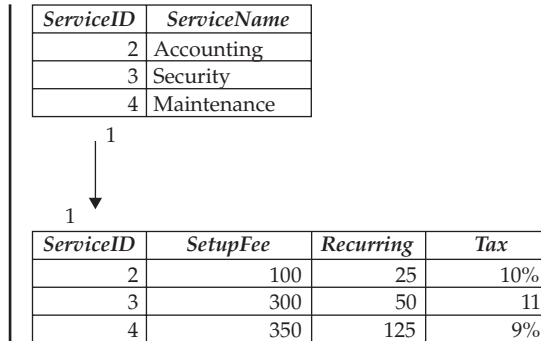 ServiceID ServiceName
2 Accounting
3 Security
4 Maintenance
1
1
ServiceID SetupFee Recurring Tax
2 100 25 10%
3 300 50 11
4 350 125 9%